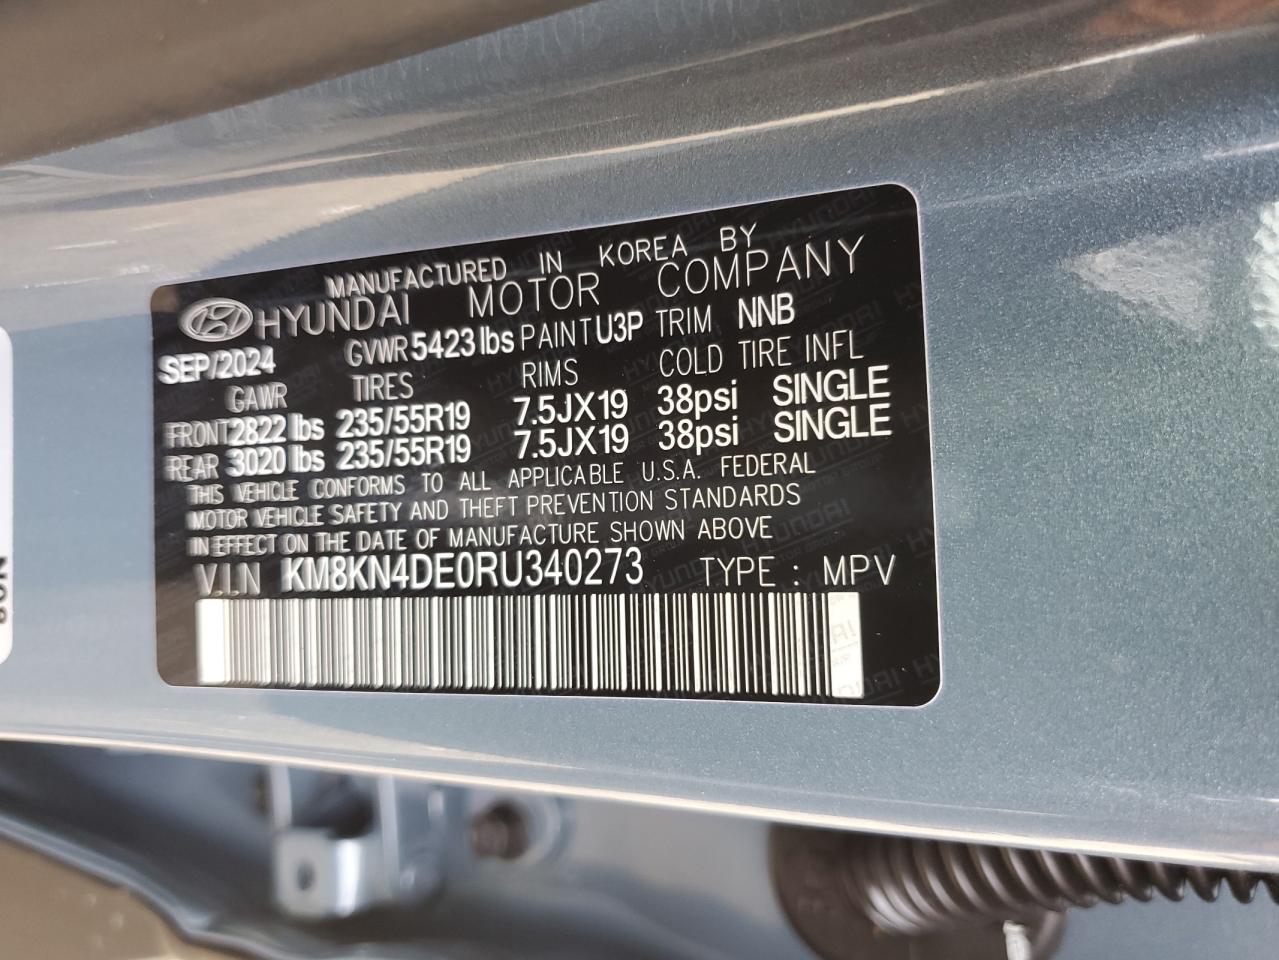 MANUFACTURED IN KOREA BY
HYUNDAI MOTOR COMPANY
SEP/2024 GVWR 5423 lbs PAINT U3P TRIM NNB
GAWR TIRES RIMS COLD TIRE INFL
FRONT 2822 lbs 235/55R19 7.5JX19 38psi SINGLE
REAR 3020 lbs 235/55R19 7.5JX19 38psi SINGLE
THIS VEHICLE CONFORMS TO ALL APPLICABLE U.S.A. FEDERAL
MOTOR VEHICLE SAFETY AND THEFT PREVENTION STANDARDS
IN EFFECT ON THE DATE OF MANUFACTURE SHOWN ABOVE
V.I.N KM8KN4DE0RU340273 TYPE : MPV